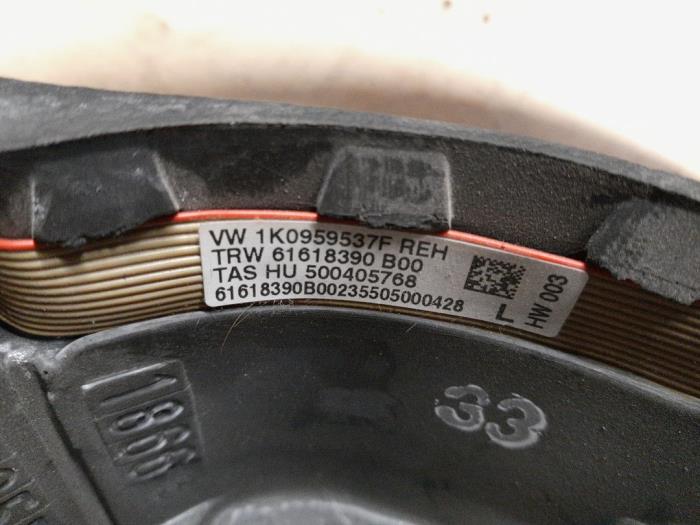 VW 1K0959537F REH
TRW 61618390 B00
TAS HU 500405768
61618390B00235505000428
L
HW 003
1866
33